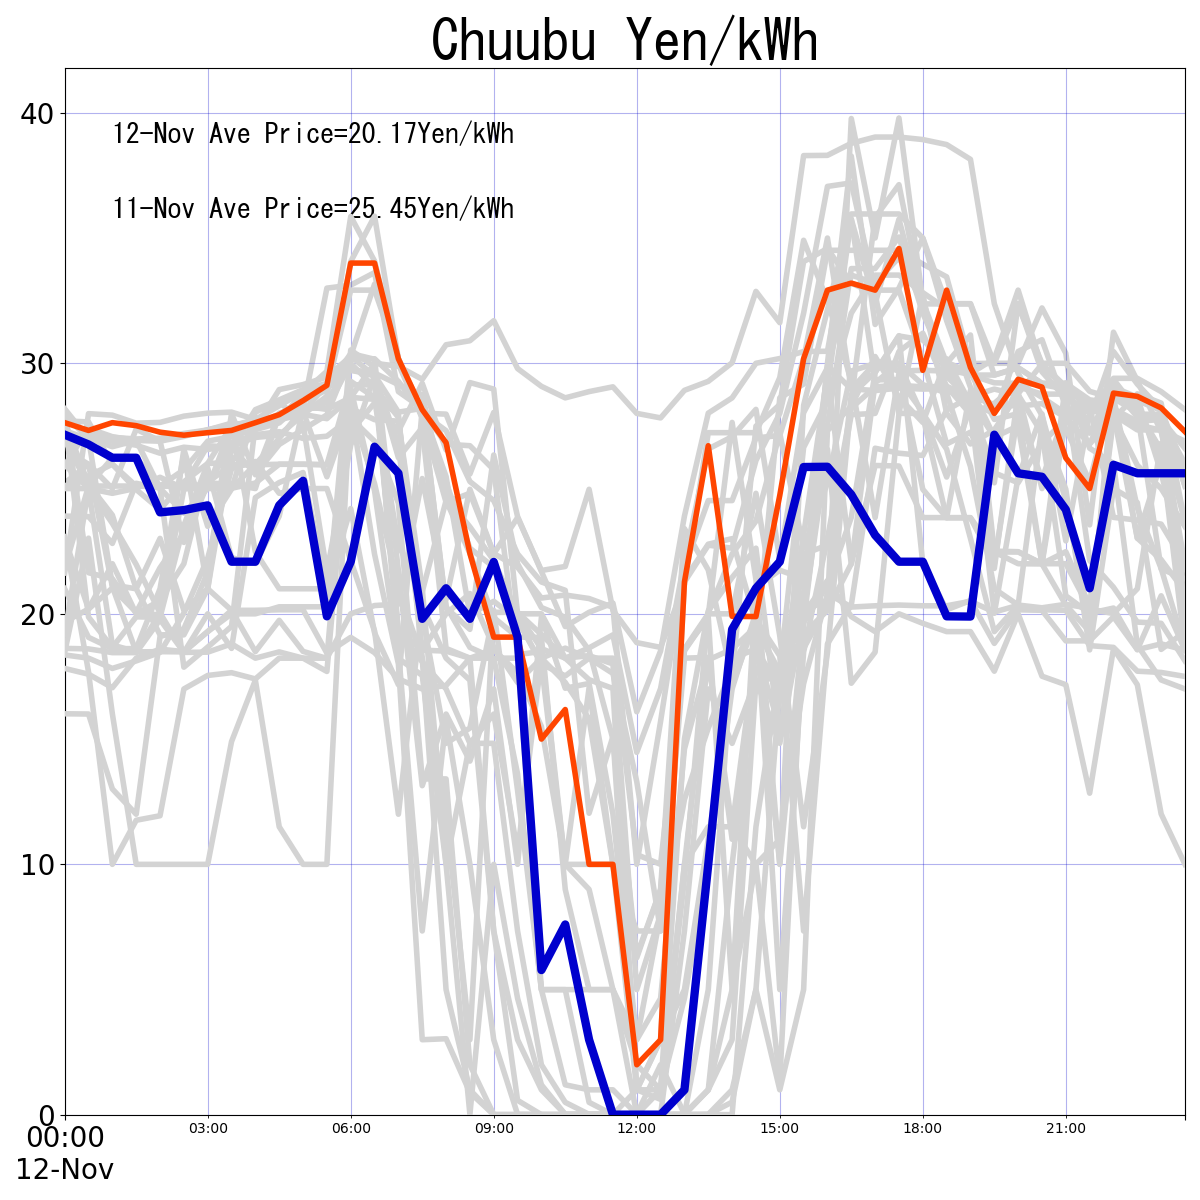 Chuubu Yen/kWh
40
12-Nov Ave Price=20.17Yen/kWh
11-Nov Ave Price=25.45Yen/kWh
30
20
10
0
00:00 03:00 06:00 09:00 12:00 15:00 18:00 21:00
12-Nov